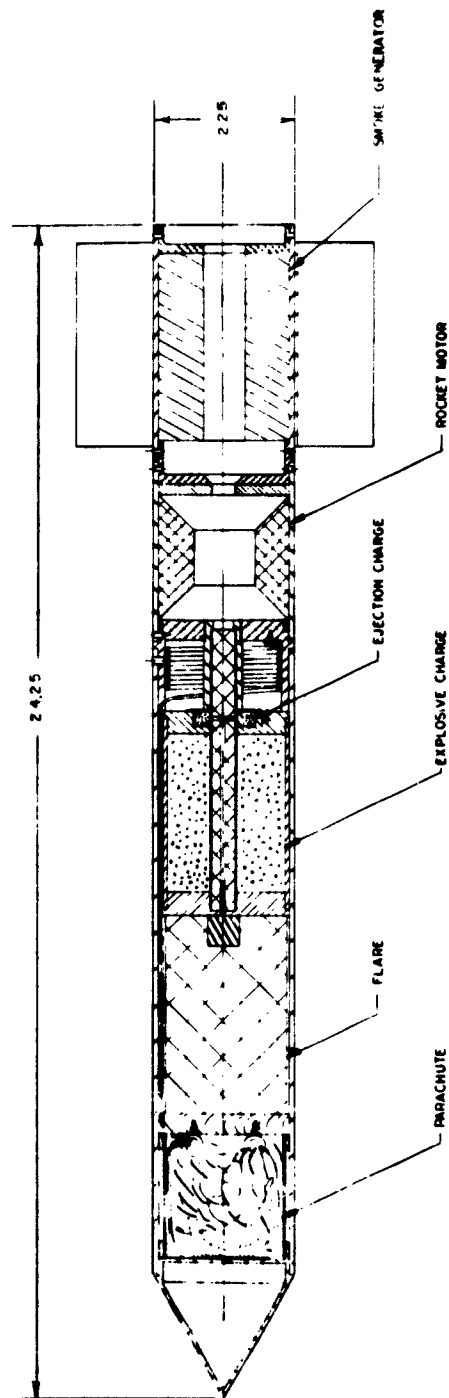 24.25
2.25
SMOKE GENERATOR
ROCKET MOTOR
EJECTION CHARGE
EXPLOSIVE CHARGE
FLARE
PARACHUTE